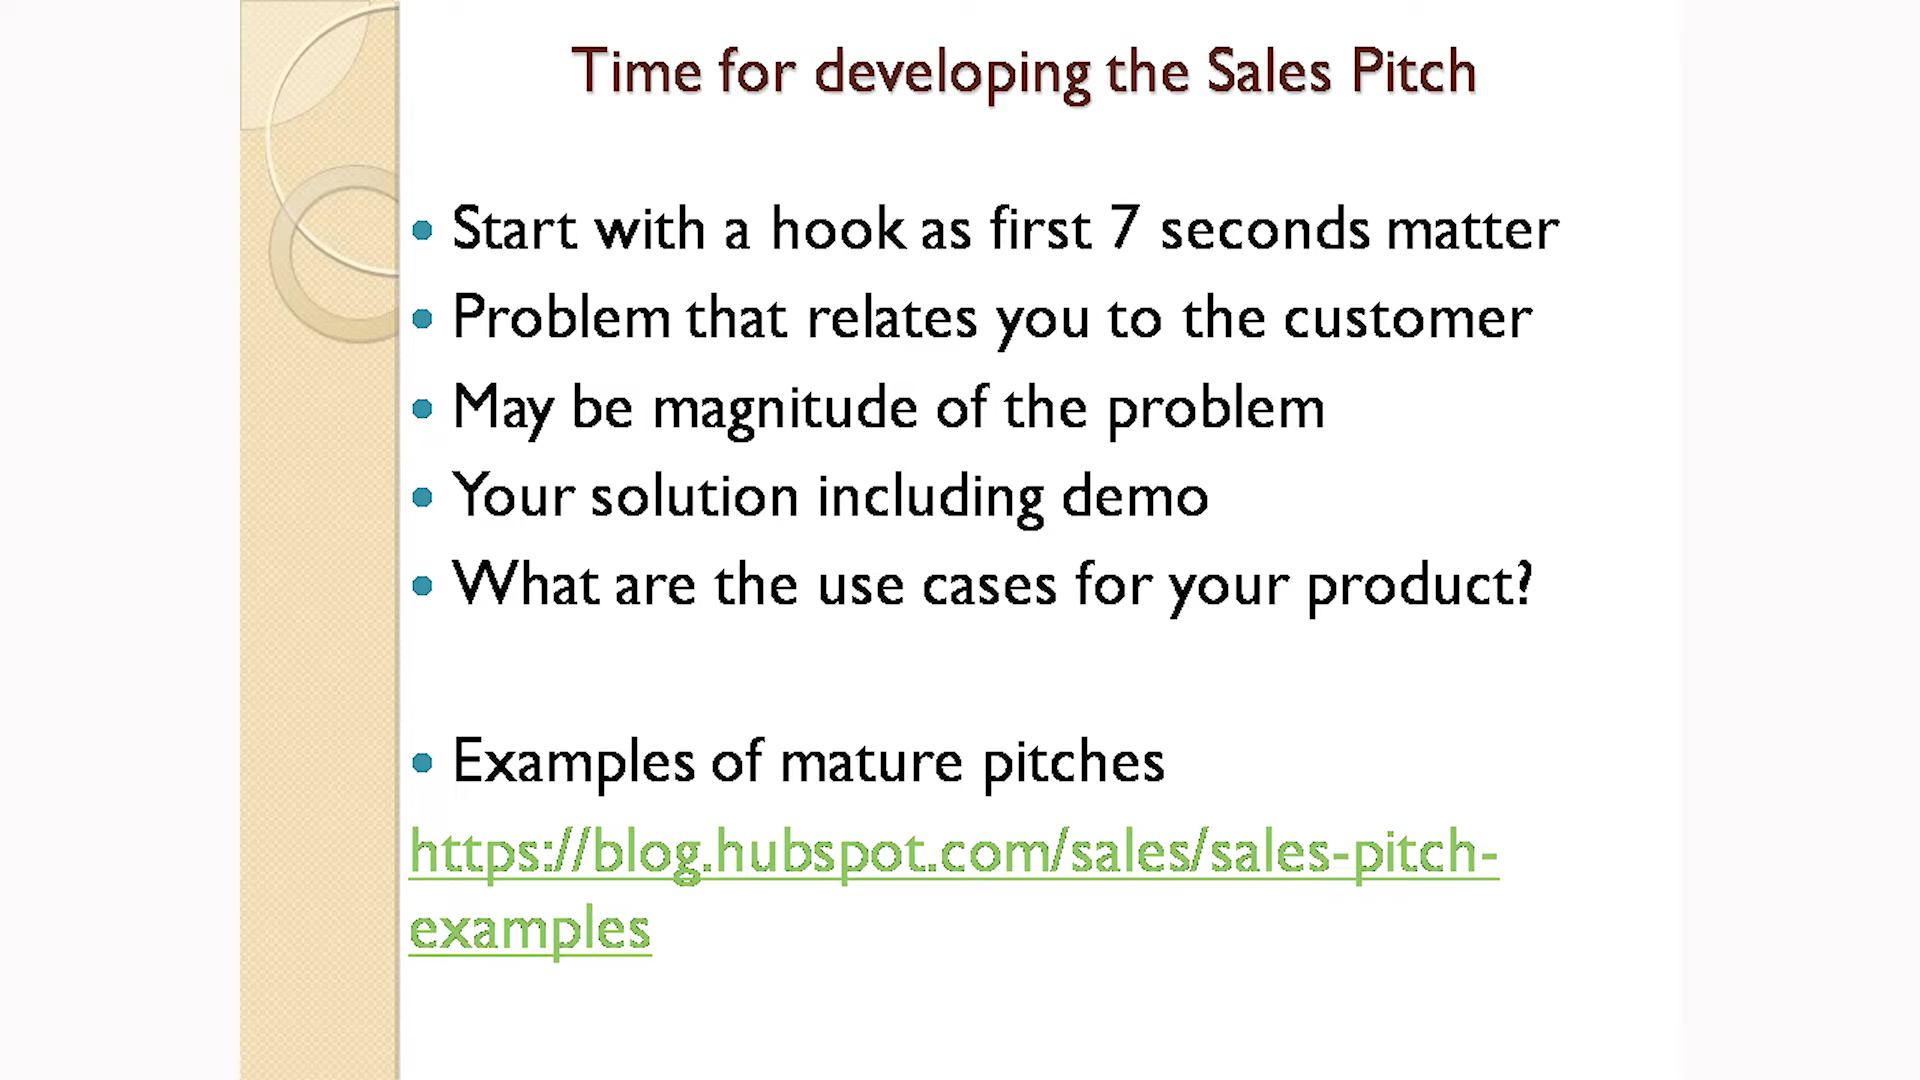 Time for developing the Sales Pitch
• Start with a hook as first 7 seconds matter
• Problem that relates you to the customer
• May be magnitude of the problem
• Your solution including demo
• What are the use cases for your product?
• Examples of mature pitches
https://blog.hubspot.com/sales/sales-pitch-
examples